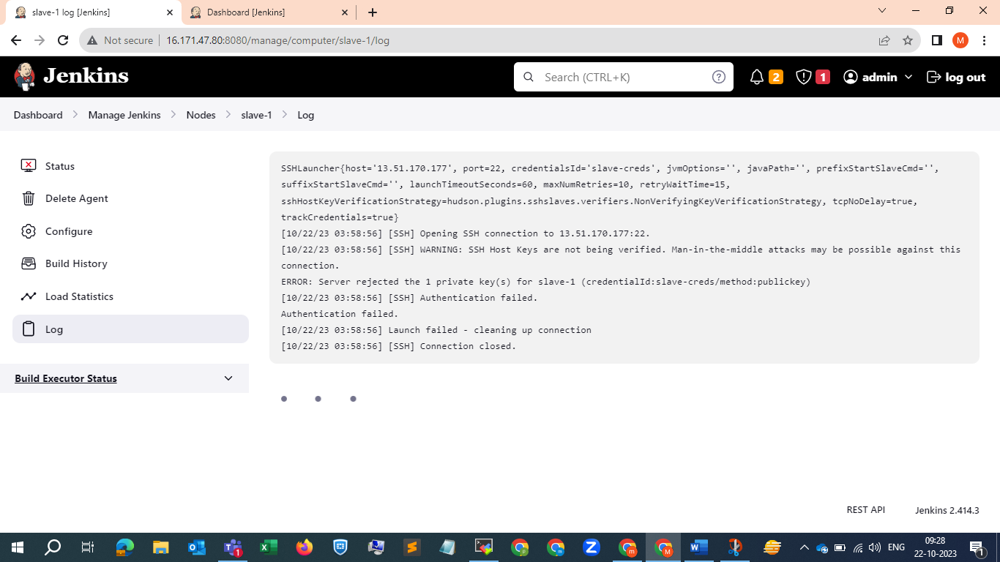 slave-1 log [Jenkins]
Dashboard [Jenkins]
Not secure
16.171.47.80:8080/manage/computer/slave-1/log
M
Jenkins
Search (CTRL+K)
2
1
admin
log out
Dashboard
Manage Jenkins
Nodes
slave-1
Log
Status
Delete Agent
Configure
Build History
Load Statistics
Log
Build Executor Status
SSHLauncher{host='13.51.170.177', port=22, credentialsId='slave-creds', jvmOptions='', javaPath='', prefixStartSlaveCmd='',
suffixStartSlaveCmd='', launchTimeoutSeconds=60, maxNumRetries=10, retryWaitTime=15,
sshHostKeyVerificationStrategy=hudson.plugins.sshslaves.verifiers.NonVerifyingKeyVerificationStrategy, tcpNoDelay=true,
trackCredentials=true}
[10/22/23 03:58:56] [SSH] Opening SSH connection to 13.51.170.177:22.
[10/22/23 03:58:56] [SSH] WARNING: SSH Host Keys are not being verified. Man-in-the-middle attacks may be possible against this
connection.
ERROR: Server rejected the 1 private key(s) for slave-1 (credentialId:slave-creds/method:publickey)
[10/22/23 03:58:56] [SSH] Authentication failed.
Authentication failed.
[10/22/23 03:58:56] Launch failed - cleaning up connection
[10/22/23 03:58:56] [SSH] Connection closed.
REST API
Jenkins 2.414.3
ENG
09:28
22-10-2023
1